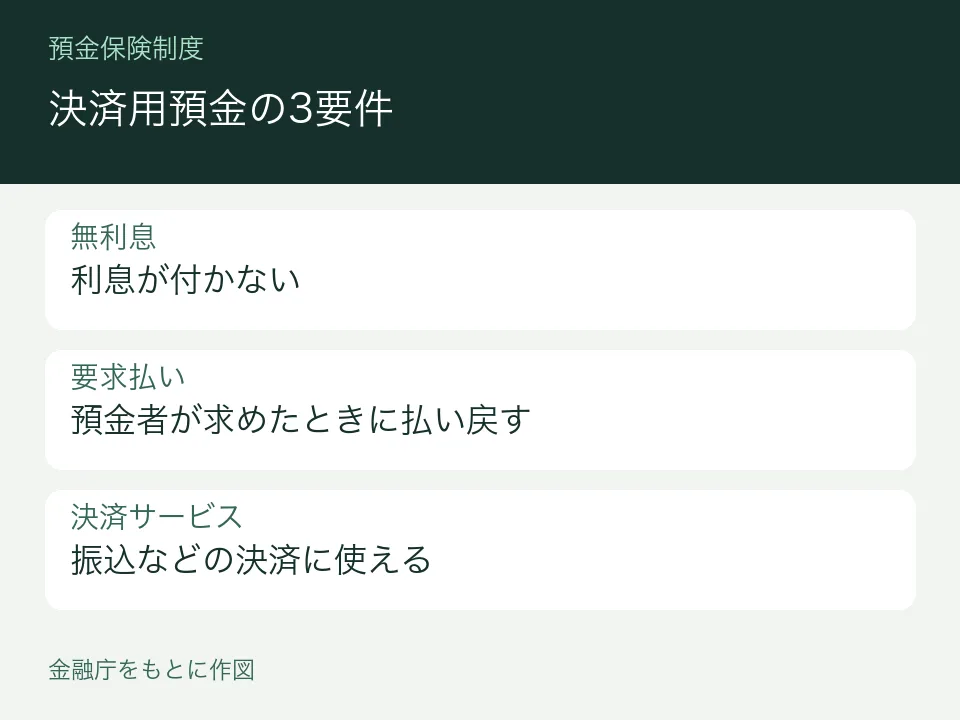 預金保険制度
決済用預金の3要件
無利息
利息が付かない
要求払い
預金者が求めたときに払い戻す
決済サービス
振込などの決済に使える
金融庁をもとに作図